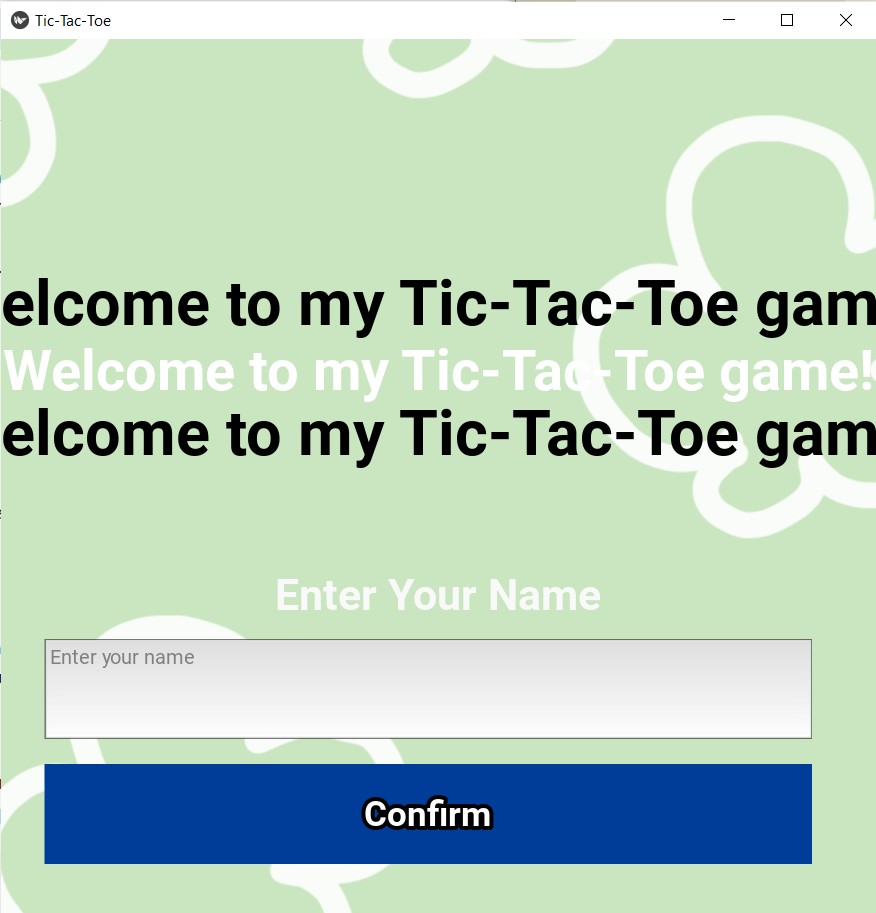 Tic-Tac-Toe
elcome to my Tic-Tac-Toe gam
Welcome to my Tic-Tac-Toe game!
elcome to my Tic-Tac-Toe gam
Enter Your Name
Enter your name
Confirm